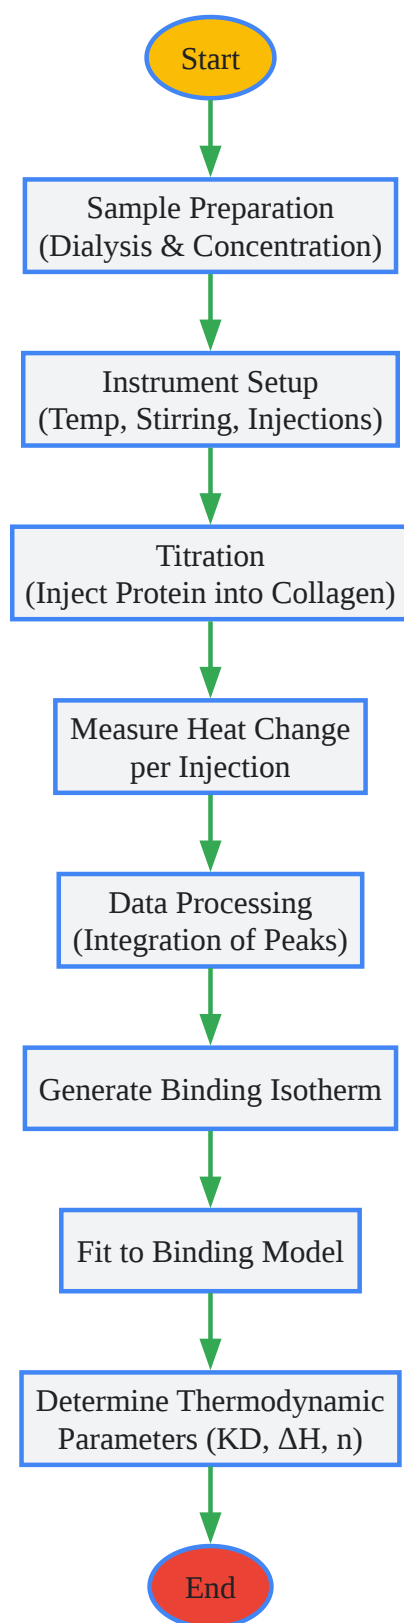 Start
Sample Preparation
(Dialysis & Concentration)
Instrument Setup
(Temp, Stirring, Injections)
Titration
(Inject Protein into Collagen)
Measure Heat Change
per Injection
Data Processing
(Integration of Peaks)
Generate Binding Isotherm
Fit to Binding Model
Determine Thermodynamic
Parameters (KD, ΔH, n)
End